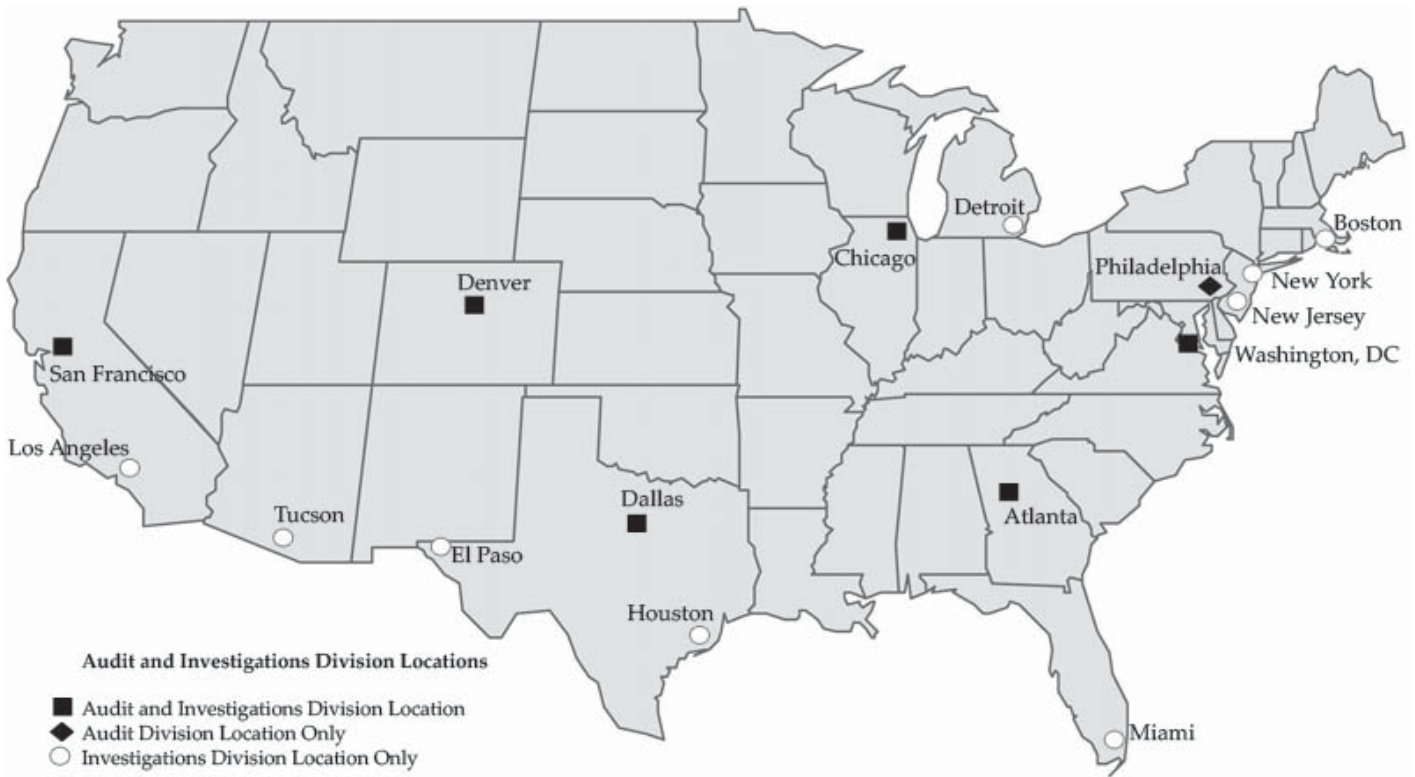 Detroit
Boston
Chicago
Philadelphia
New York
Denver
New Jersey
Washington, DC
San Francisco
Los Angeles
Dallas
Tucson
Atlanta
El Paso
Houston
Audit and Investigations Division Locations
Audit and Investigations Division Location
Audit Division Location Only
Miami
Investigations Division Location Only